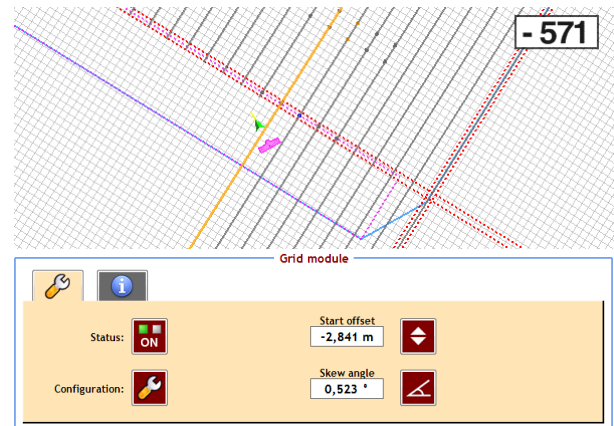 - 571
Grid module
Start offset
Status:
ON
-2,841 m
Skew angle
Configuration:
0,523 °